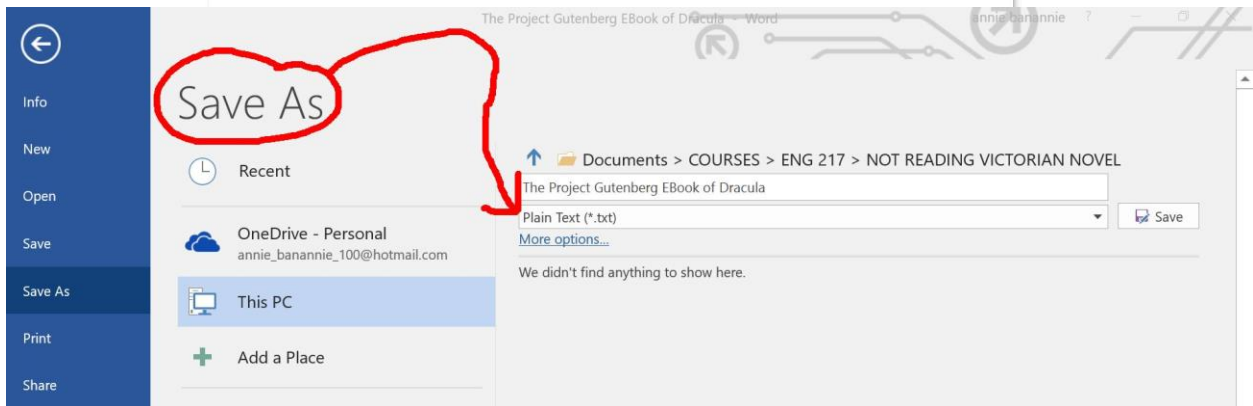 The Project Gutenberg EBook of Dracula - Word
annie banannie ?
Info
New
Open
Save
Save As
Print
Share
Save As
Recent
OneDrive - Personal
annie_banannie_100@hotmail.com
This PC
Add a Place
Documents > COURSES > ENG 217 > NOT READING VICTORIAN NOVEL
The Project Gutenberg EBook of Dracula
Plain Text (*.txt)
Save
More options...
We didn't find anything to show here.